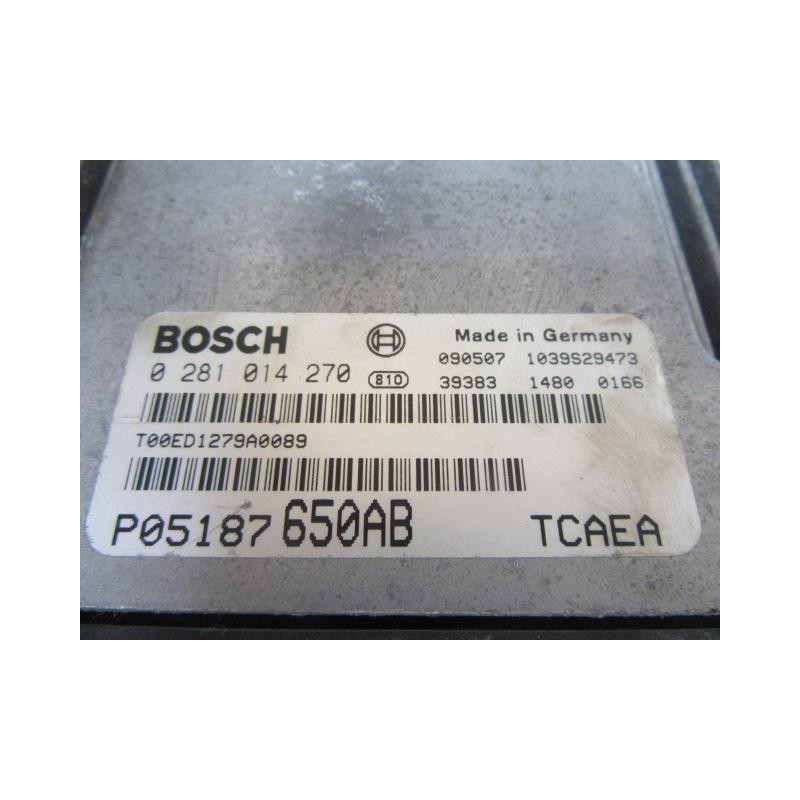 BOSCH Made in Germany
0 281 014 270 810 090507 1039S29473
39383 1480 0166
T00ED1279A0089
P05187650AB TCAEA